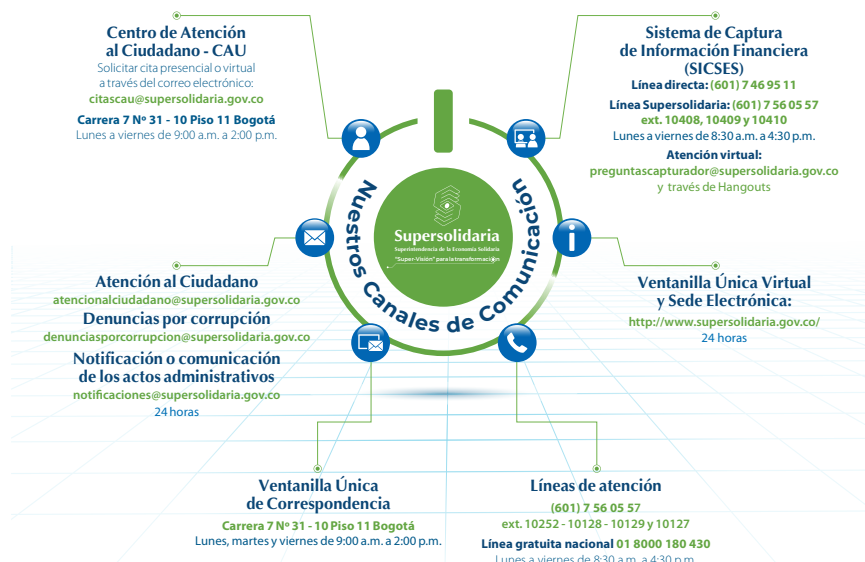 Centro de Atención
al Ciudadano - CAU
Solicitar cita presencial o virtual
a través del correo electrónico:
citascau@supersolidaria.gov.co
Carrera 7 Nº 31 - 10 Piso 11 Bogotá
Lunes a viernes de 9:00 a.m. a 2:00 p.m.
Sistema de Captura
de Información Financiera
(SICSES)
Línea directa: (601) 7 46 95 11
Línea Supersolidaria: (601) 7 56 05 57
ext. 10408, 10409 y 10410
Lunes a viernes de 8:30 a.m. a 4:30 p.m.
Atención virtual:
preguntascapturador@supersolidaria.gov.co
y través de Hangouts
Nuestros Canales de Comunicación
Supersolidaria
Superintendencia de la Economía Solidaria
"Super-Visión" para la transformación
Atención al Ciudadano
atencionalciudadano@supersolidaria.gov.co
Denuncias por corrupción
denunciasporcorrupcion@supersolidaria.gov.co
Notificación o comunicación
de los actos administrativos
notificaciones@supersolidaria.gov.co
24 horas
Ventanilla Única Virtual
y Sede Electrónica:
http://www.supersolidaria.gov.co/
24 horas
Ventanilla Única
de Correspondencia
Carrera 7 Nº 31 - 10 Piso 11 Bogotá
Lunes, martes y viernes de 9:00 a.m. a 2:00 p.m.
Líneas de atención
(601) 7 56 05 57
ext. 10252 - 10128 - 10129 y 10127
Línea gratuita nacional 01 8000 180 430
Lunes a viernes de 8:30 a.m. a 4:30 p.m.